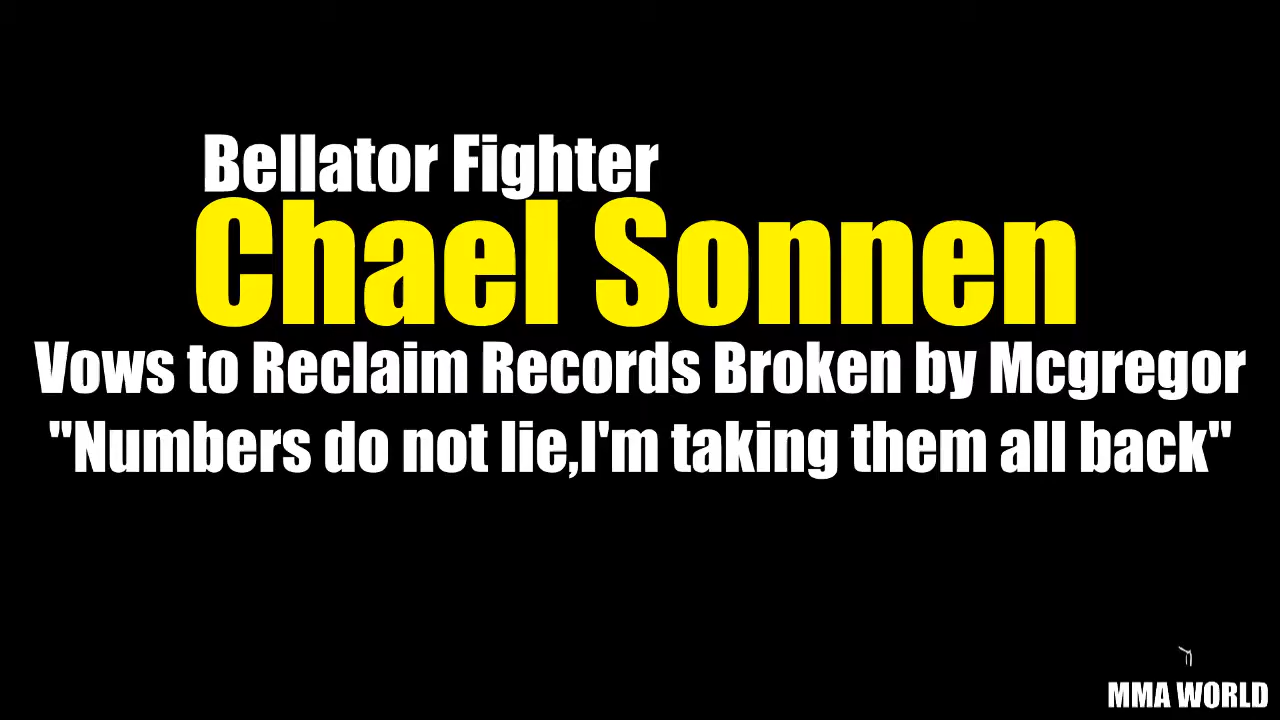 Bellator Fighter
Chael Sonnen
Vows to Reclaim Records Broken by Mcgregor
"Numbers do not lie,I'm taking them all back"
MMA WORLD